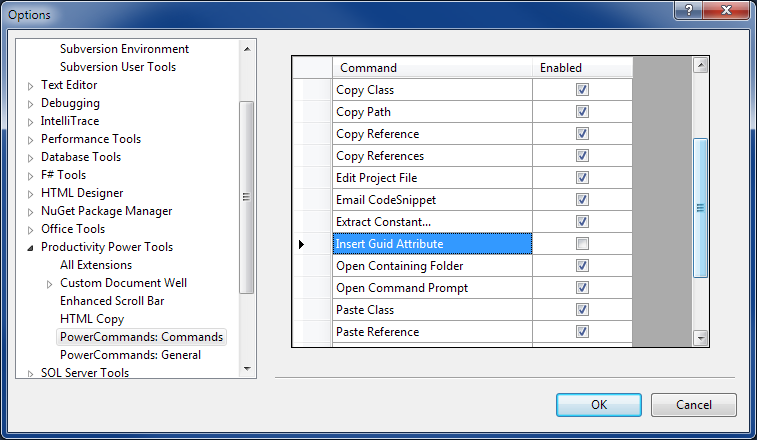 Options
Subversion Environment
Subversion User Tools
Text Editor
Debugging
IntelliTrace
Performance Tools
Database Tools
F# Tools
HTML Designer
NuGet Package Manager
Office Tools
Productivity Power Tools
All Extensions
Custom Document Well
Enhanced Scroll Bar
HTML Copy
PowerCommands: Commands
PowerCommands: General
SQL Server Tools
Command Enabled
Copy Class
Copy Path
Copy Reference
Copy References
Edit Project File
Email CodeSnippet
Extract Constant...
Insert Guid Attribute
Open Containing Folder
Open Command Prompt
Paste Class
Paste Reference
OK Cancel